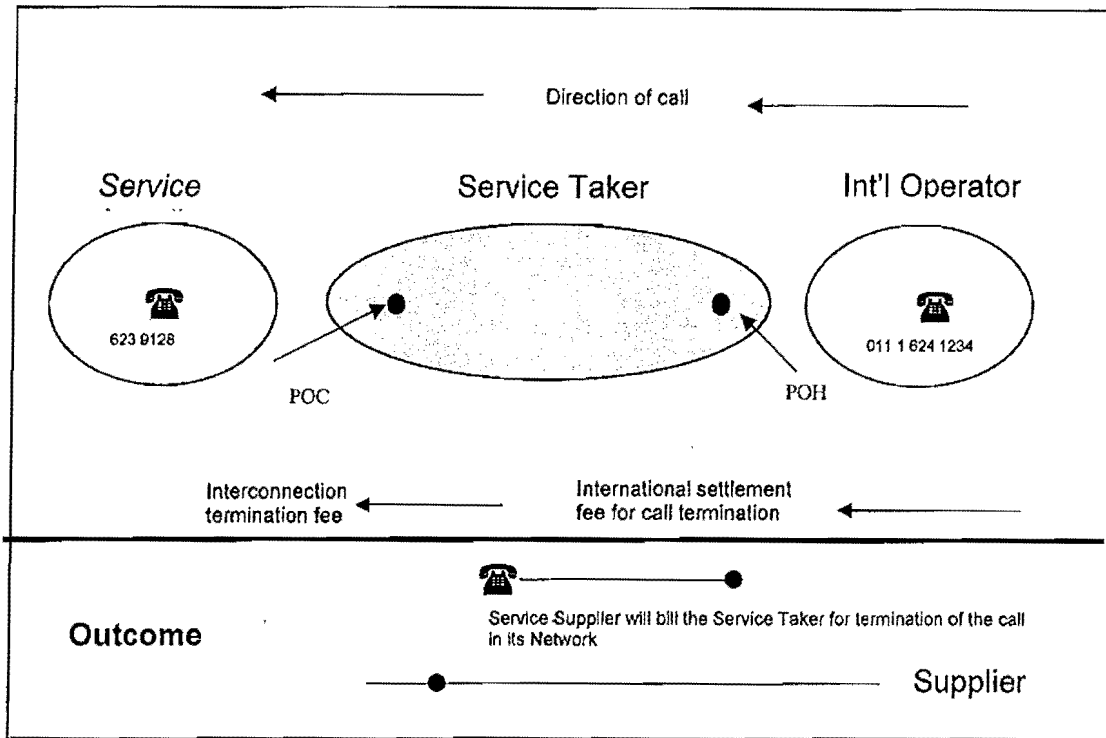 Direction of call
Service
Service Taker
Int'l Operator
623 9128
011 1 624 1234
POC
POH
Interconnection
termination fee
International settlement
fee for call termination
Service Supplier will bill the Service Taker for termination of the call
in its Network
Outcome
Supplier